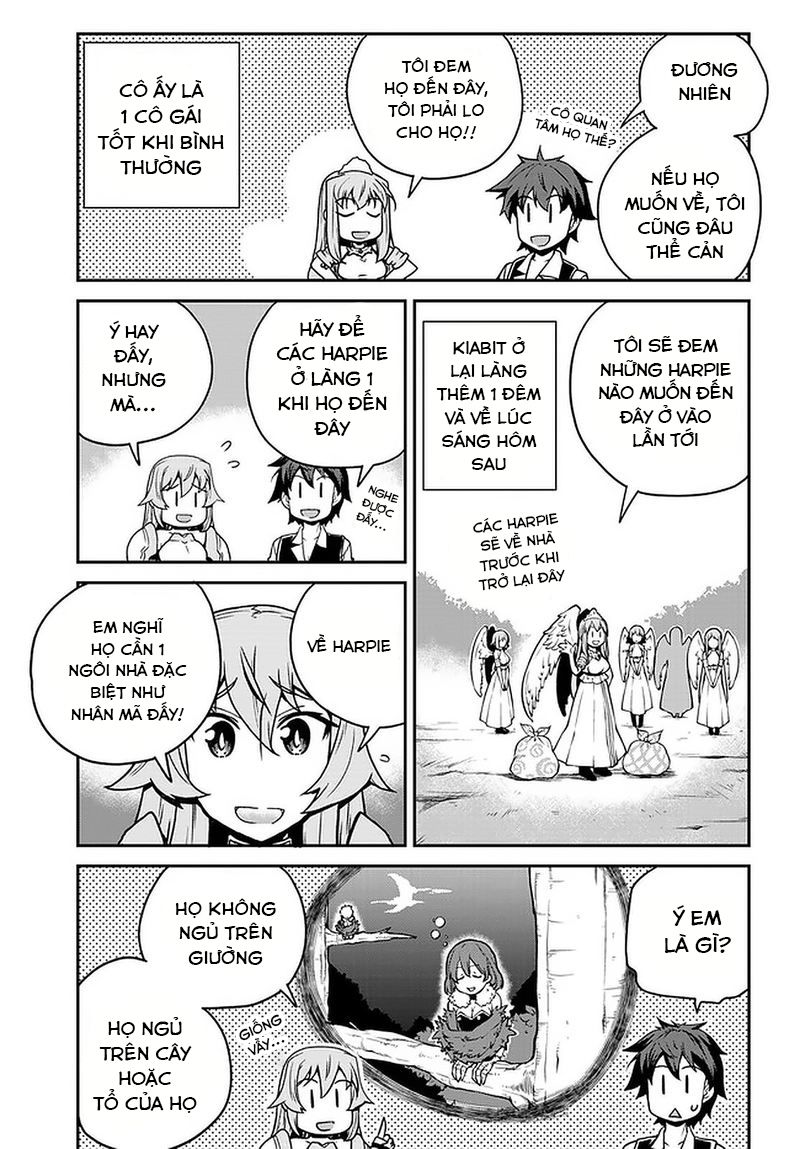 ĐƯƠNG
NHIÊN
NẾU HỌ
MUỐN VỀ, TÔI
CŨNG ĐÂU
THỂ CẢN
CÔ QUAN
TÂM HỌ THẾ?
TÔI ĐEM
HỌ ĐẾN ĐÂY,
TÔI PHẢI LO
CHO HỌ!!
CÔ ẤY LÀ
1 CÔ GÁI
TỐT KHI BÌNH
THƯỜNG
TÔI SẼ ĐEM
NHỮNG HARPIE
NÀO MUỐN ĐẾN
ĐÂY Ở VÀO
LẦN TỚI
KIABIT Ở
LẠI LÀNG
THÊM 1 ĐÊM
VÀ VỀ LÚC
SÁNG HÔM
SAU
CÁC HARPIE
SẼ VỀ NHÀ
TRƯỚC KHI
TRỞ LẠI ĐÂY
HÃY ĐỂ
CÁC HARPIE
Ở LÀNG 1
KHI HỌ ĐẾN
ĐÂY
NGHE
ĐƯỢC
ĐẤY...
Ý HAY
ĐẤY,
NHƯNG
MÀ...
VỀ HARPIE
EM NGHĨ
HỌ CẦN 1
NGÔI NHÀ ĐẶC
BIỆT NHƯ
NHÂN MÃ ĐẤY!
Ý EM
LÀ GÌ?
HỌ KHÔNG
NGỦ TRÊN
GIƯỜNG
HỌ NGỦ
TRÊN CÂY
HOẶC
TỔ CỦA HỌ
GIỐNG
VẦY...